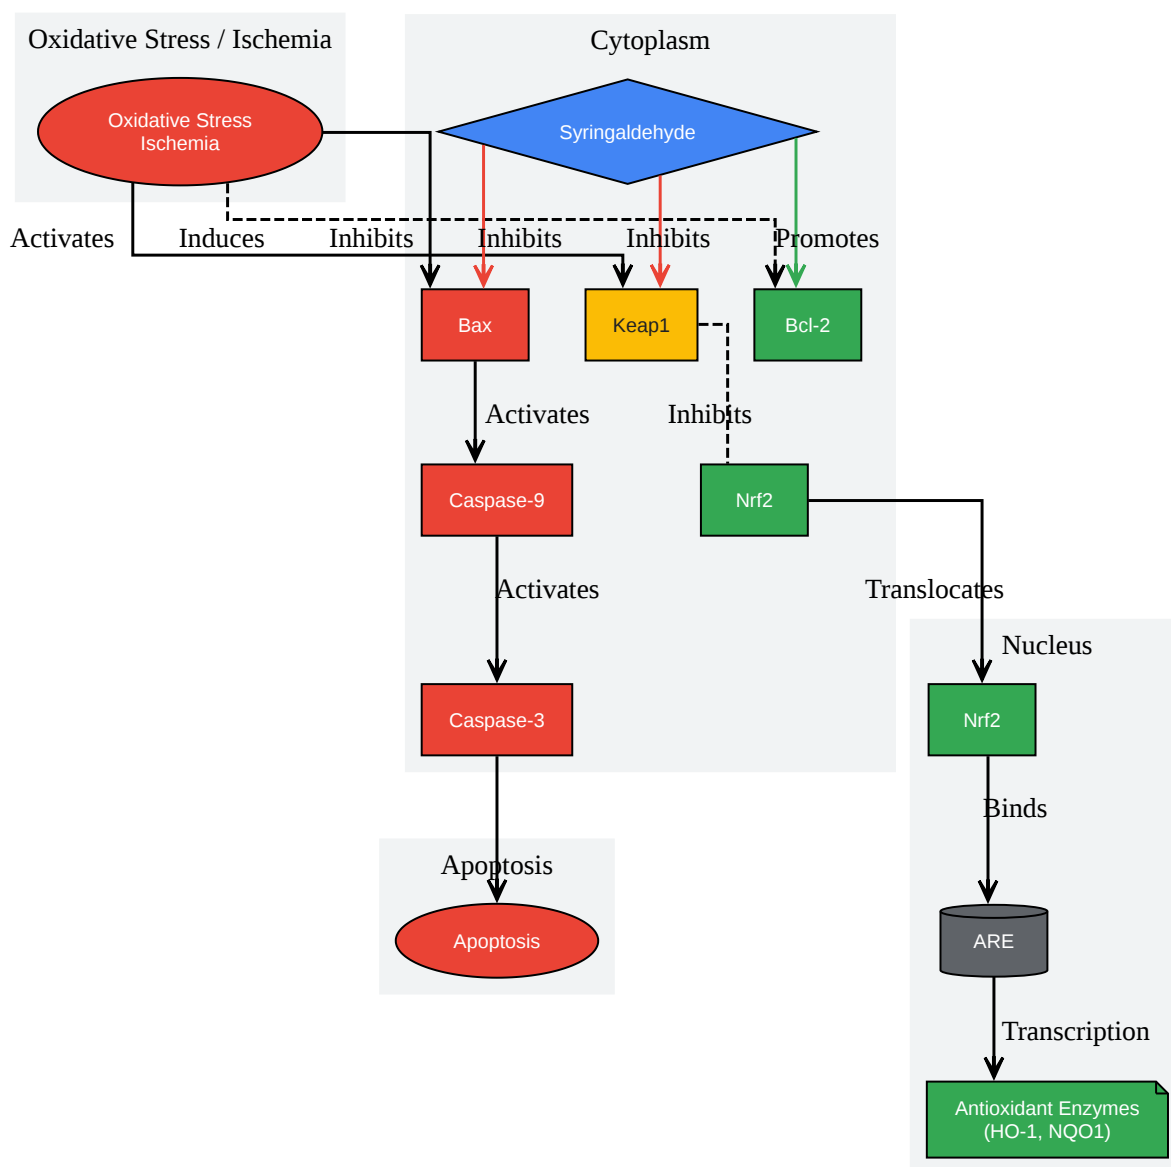 Oxidative Stress / Ischemia
Cytoplasm
Oxidative Stress
Ischemia
Syringaldehyde
Activates
Induces
Inhibits
Inhibits
Inhibits
Promotes
Bax
Keap1
Bcl-2
Activates
Inhibits
Caspase-9
Nrf2
Activates
Translocates
Nucleus
Caspase-3
Nrf2
Binds
Apoptosis
Apoptosis
ARE
Transcription
Antioxidant Enzymes
(HO-1, NQO1)